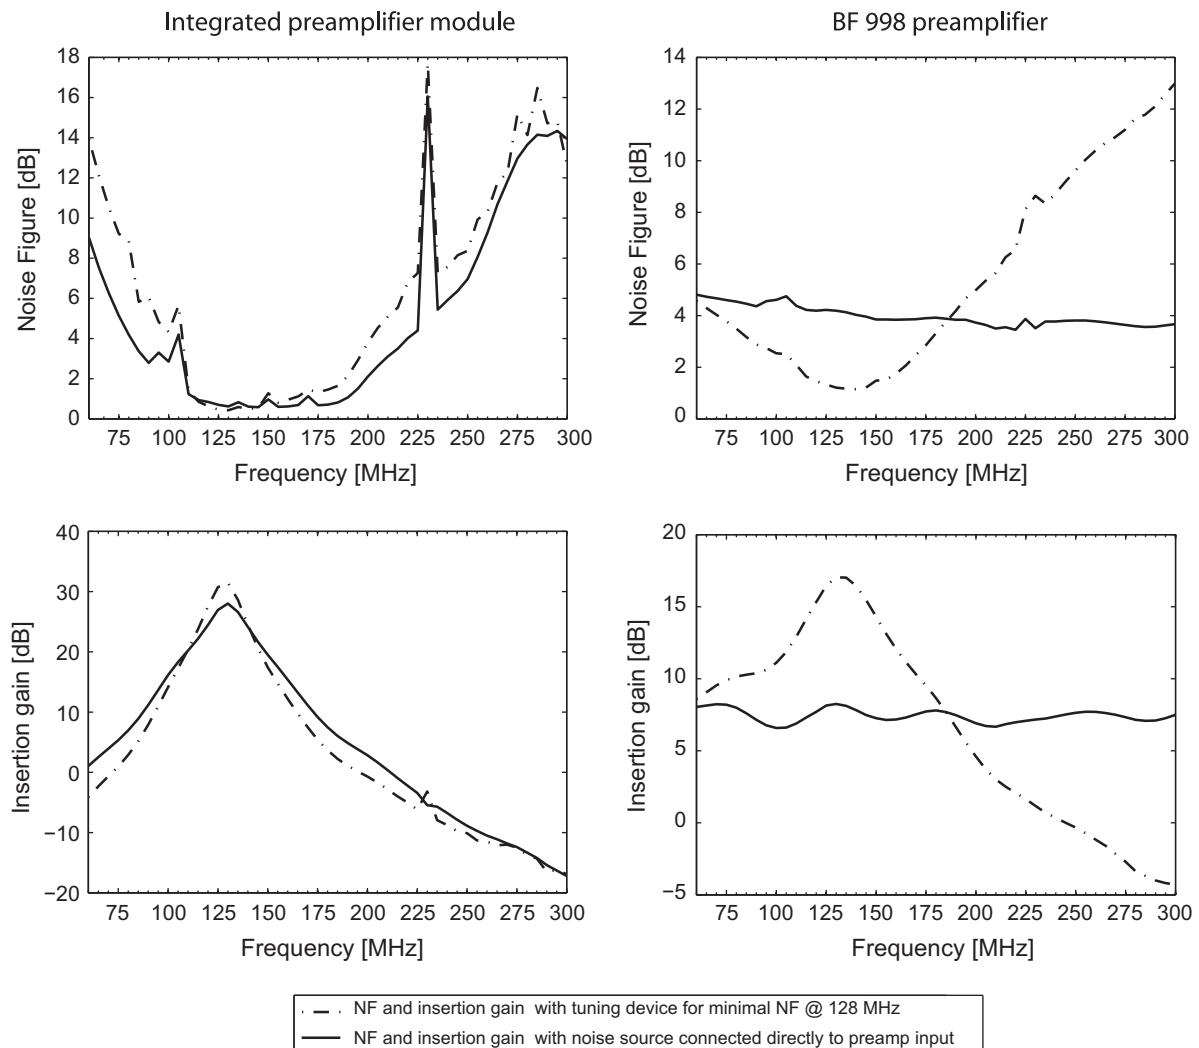 Integrated preamplifier module
BF 998 preamplifier
18
16
14
12
10
8
6
4
2
0
Noise Figure [dB]
75 100 125 150 175 200 225 250 275 300
Frequency [MHz]
14
12
10
8
6
4
2
0
Noise Figure [dB]
75 100 125 150 175 200 225 250 275 300
Frequency [MHz]
40
30
20
10
0
−10
−20
Insertion gain [dB]
75 100 125 150 175 200 225 250 275 300
Frequency [MHz]
20
15
10
5
0
−5
Insertion gain [dB]
75 100 125 150 175 200 225 250 275 300
Frequency [MHz]
NF and insertion gain with tuning device for minimal NF @ 128 MHz
NF and insertion gain with noise source connected directly to preamp input